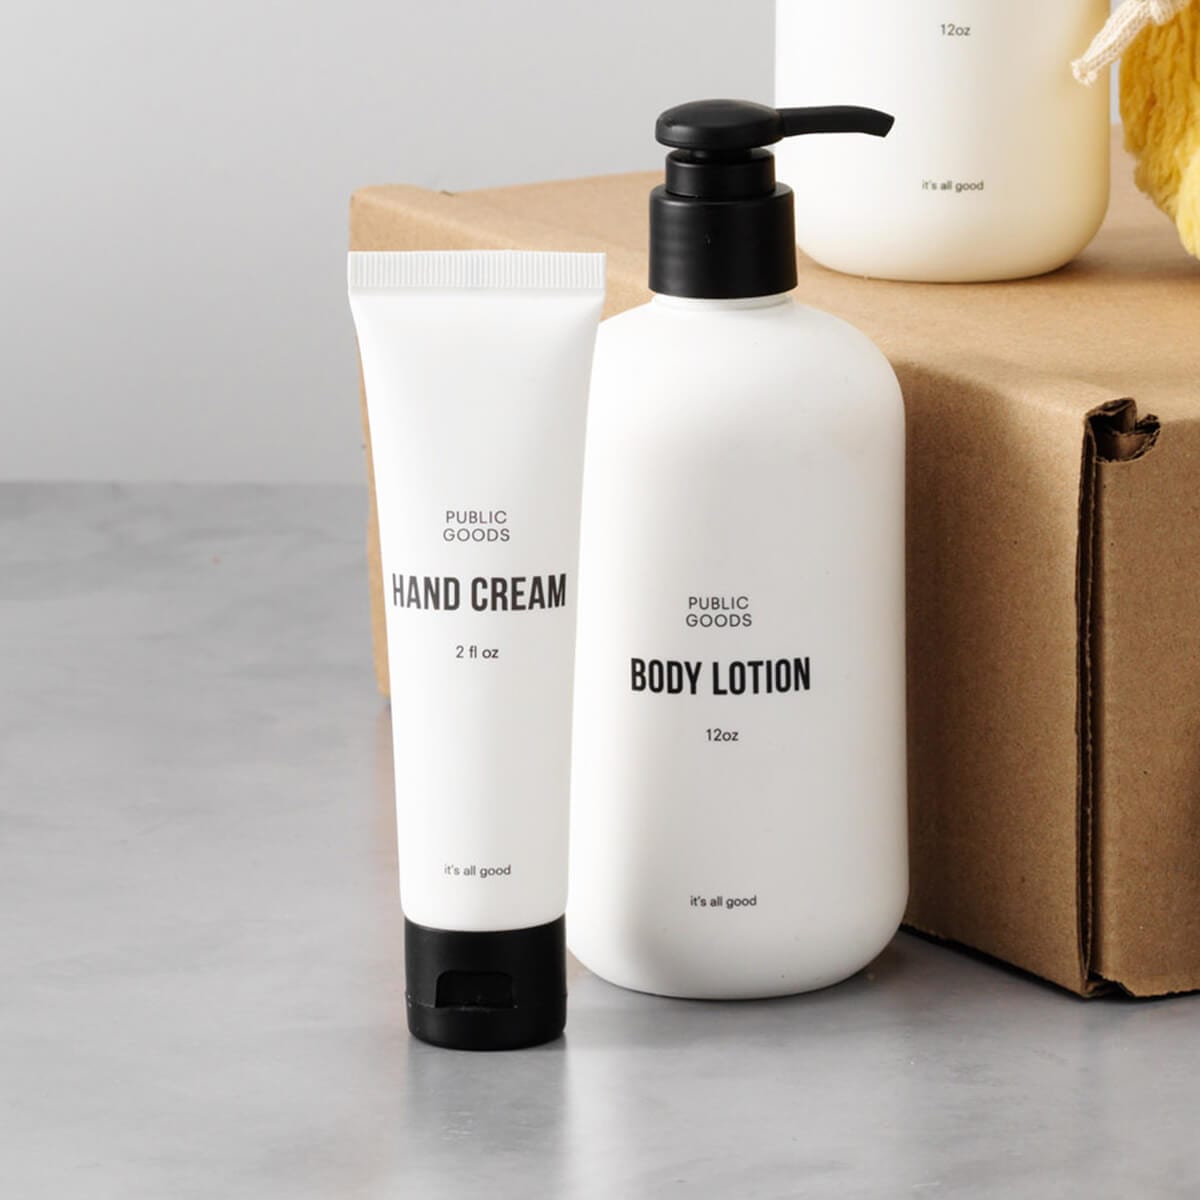 12oz
it's all good
PUBLIC
GOODS
HAND CREAM
2 fl oz
it's all good
PUBLIC
GOODS
BODY LOTION
12oz
it's all good